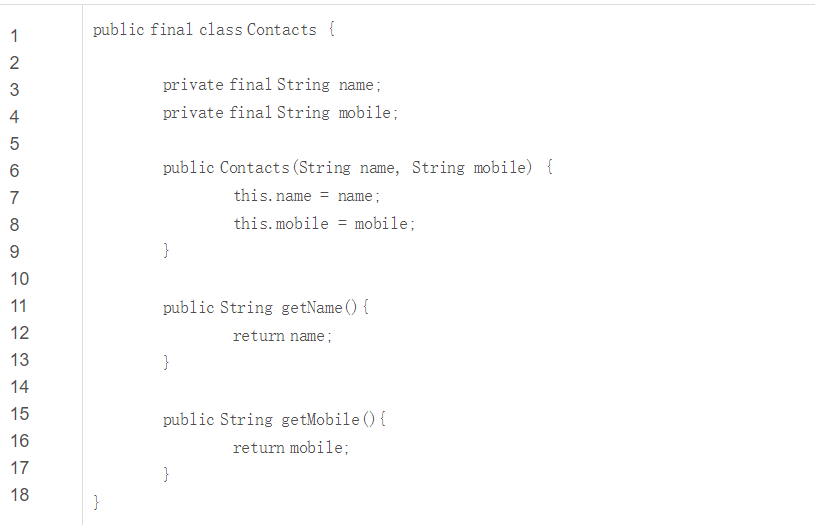 1 public final class Contacts {
2
3 private final String name;
4 private final String mobile;
5
6 public Contacts(String name, String mobile) {
7 this.name = name;
8 this.mobile = mobile;
9 }
10
11 public String getName(){
12 return name;
13 }
14
15 public String getMobile(){
16 return mobile;
17 }
18 }